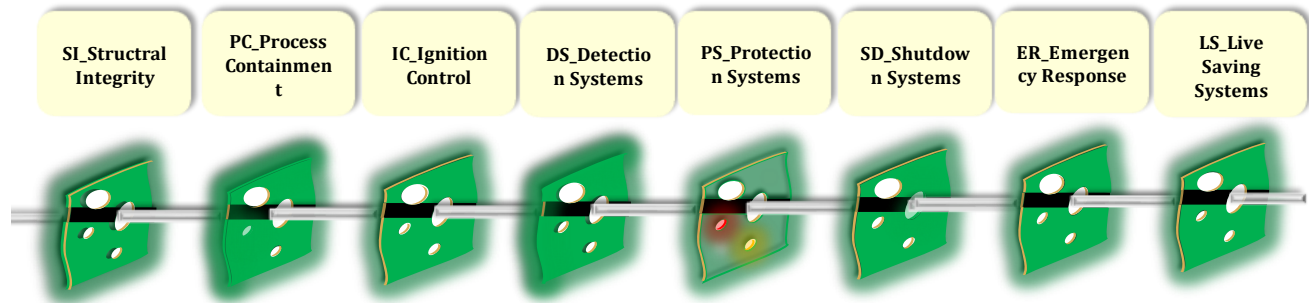 SI_Structral
Integrity
PC_Process
Containmen
t
IC_Ignition
Control
DS_Detectio
n Systems
PS_Protectio
n Systems
SD_Shutdow
n Systems
ER_Emergen
cy Response
LS_Live
Saving
Systems